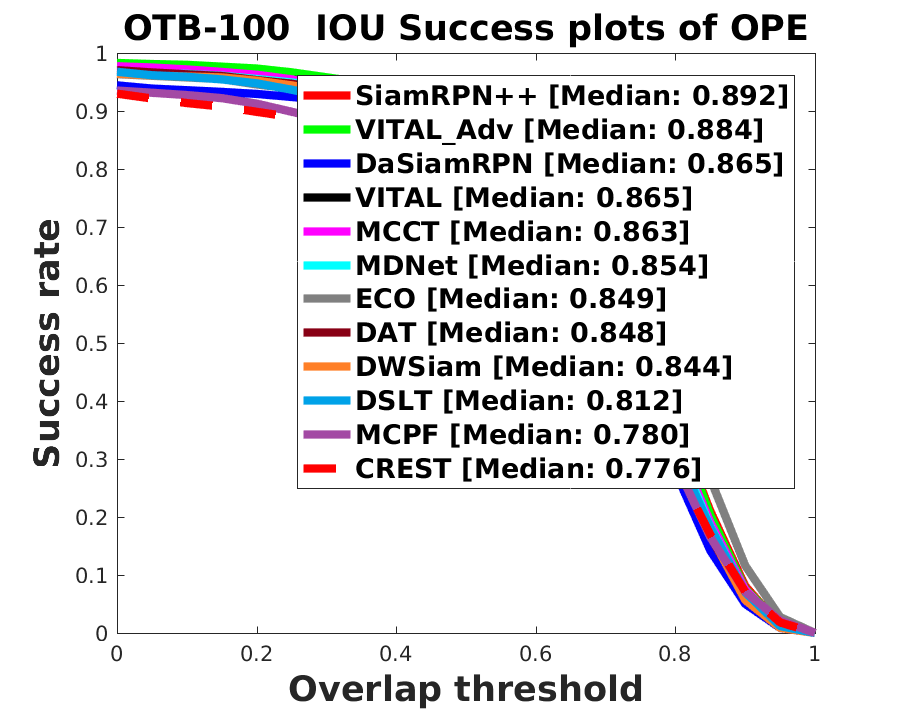 OTB-100  IOU Success plots of OPE
1
0.9
0.8
0.7
0.6
0.5
0.4
0.3
0.2
0.1
0
Success rate
SiamRPN++ [Median: 0.892]
VITAL_Adv [Median: 0.884]
DaSiamRPN [Median: 0.865]
VITAL [Median: 0.865]
MCCT [Median: 0.863]
MDNet [Median: 0.854]
ECO [Median: 0.849]
DAT [Median: 0.848]
DWSiam [Median: 0.844]
DSLT [Median: 0.812]
MCPF [Median: 0.780]
CREST [Median: 0.776]
0 0.2 0.4 0.6 0.8 1
Overlap threshold